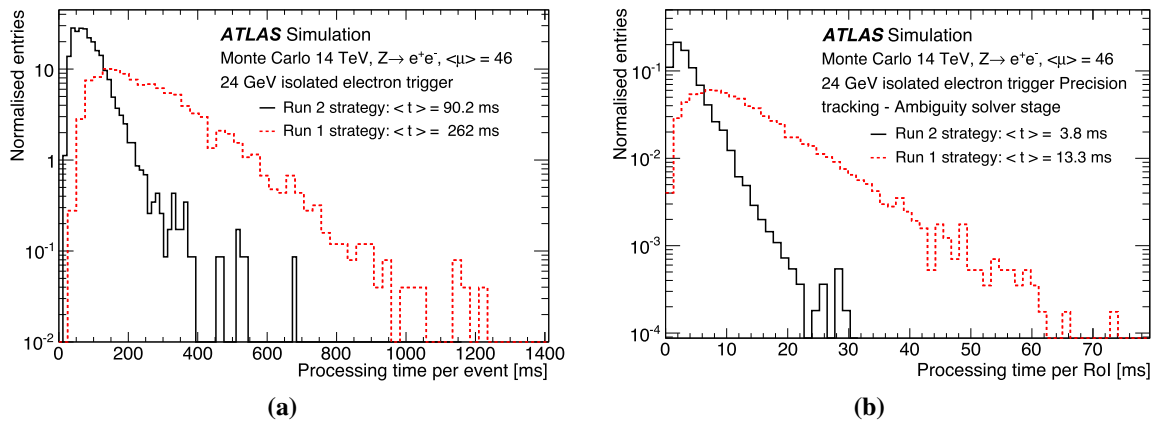 Normalised entries
10
1
10⁻¹
10⁻²
ATLAS Simulation
Monte Carlo 14 TeV, Z→ e⁺e⁻, <μ> = 46
24 GeV isolated electron trigger
Run 2 strategy: < t > = 90.2 ms
Run 1 strategy: < t > = 262 ms
0 200 400 600 800 1000 1200 1400
Processing time per event [ms]
(a)
Normalised entries
10⁻¹
10⁻²
10⁻³
10⁻⁴
ATLAS Simulation
Monte Carlo 14 TeV, Z→ e⁺e⁻, <μ> = 46
24 GeV isolated electron trigger Precision
tracking - Ambiguity solver stage
Run 2 strategy: < t > = 3.8 ms
Run 1 strategy: < t > = 13.3 ms
0 10 20 30 40 50 60 70
Processing time per RoI [ms]
(b)